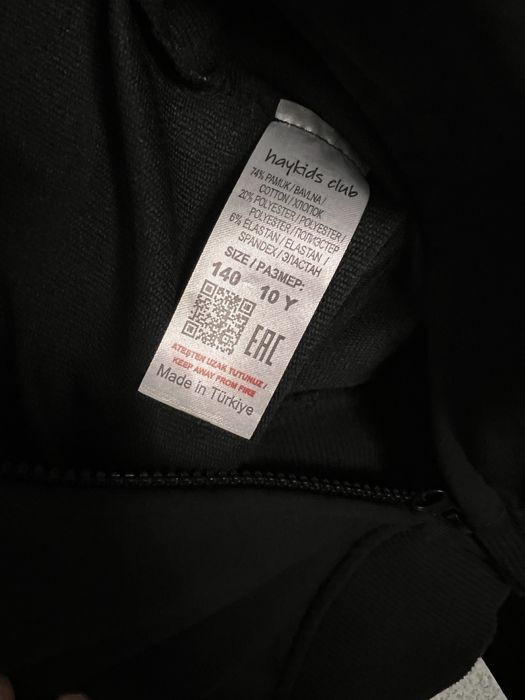 haykids club
74% PAMUK / BAVLNA /
COTTON / ХЛОПОК
20% POLYESTER / POLYESTER /
POLYESTER / ПОЛИЭСТЕР
6% ELASTAN / ELASTAN /
SPANDEX / ЭЛАСТАН
SIZE / РАЗМЕР:
140 10 Y
EAC
ATEŞTEN UZAK TUTUNUZ /
KEEP AWAY FROM FIRE
Made in Türkiye